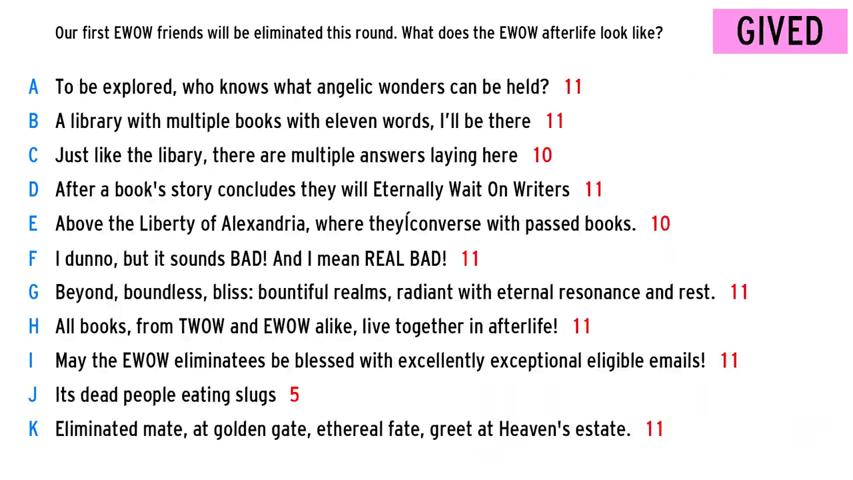 Our first EWOW friends will be eliminated this round. What does the EWOW afterlife look like?
GIVED
A To be explored, who knows what angelic wonders can be held? 11
B A library with multiple books with eleven words, I'll be there 11
C Just like the libary, there are multiple answers laying here 10
D After a book's story concludes they will Eternally Wait On Writers 11
E Above the Liberty of Alexandria, where theyÍconverse with passed books. 10
F I dunno, but it sounds BAD! And I mean REAL BAD! 11
G Beyond, boundless, bliss: bountiful realms, radiant with eternal resonance and rest. 11
H All books, from TWOW and EWOW alike, live together in afterlife! 11
I May the EWOW eliminatees be blessed with excellently exceptional eligible emails! 11
J Its dead people eating slugs 5
K Eliminated mate, at golden gate, ethereal fate, greet at Heaven's estate. 11